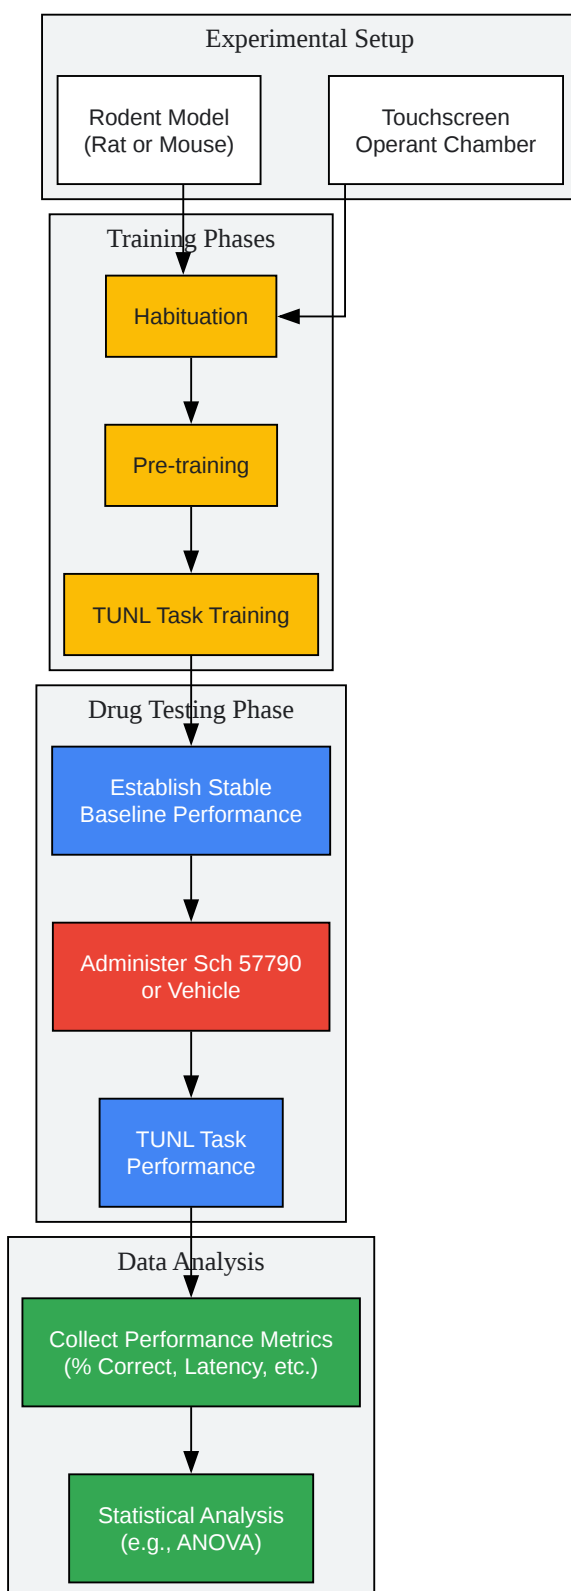 Experimental Setup
Rodent Model
(Rat or Mouse)
Touchscreen
Operant Chamber
Training Phases
Habituation
Pre-training
TUNL Task Training
Drug Testing Phase
Establish Stable
Baseline Performance
Administer Sch 57790
or Vehicle
TUNL Task
Performance
Data Analysis
Collect Performance Metrics
(% Correct, Latency, etc.)
Statistical Analysis
(e.g., ANOVA)